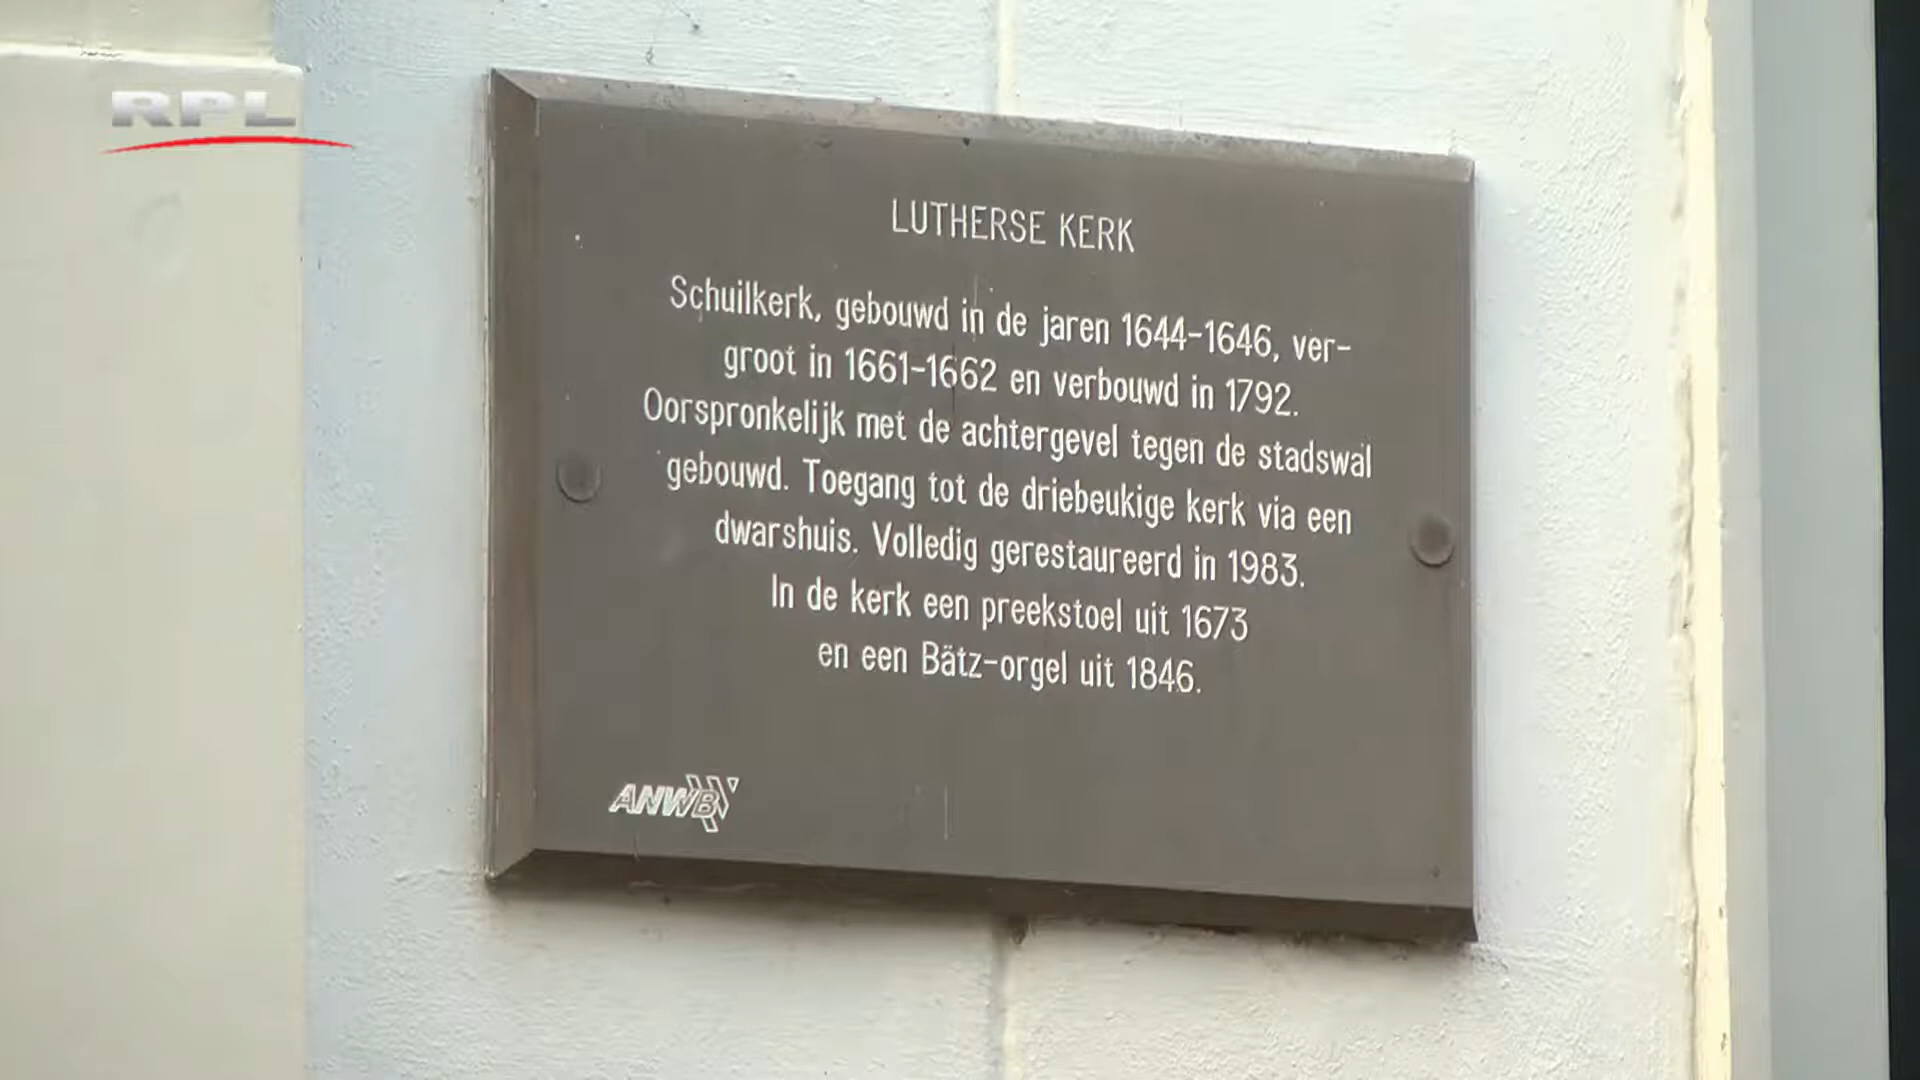 RPL
LUTHERSE KERK
Schuilkerk, gebouwd in de jaren 1644-1646, ver-
groot in 1661-1662 en verbouwd in 1792.
Oorspronkelijk met de achtergevel tegen de stadswal
gebouwd. Toegang tot de driebeukige kerk via een
dwarshuis. Volledig gerestaureerd in 1983.
In de kerk een preekstoel uit 1673
en een Bätz-orgel uit 1846.
ANWB